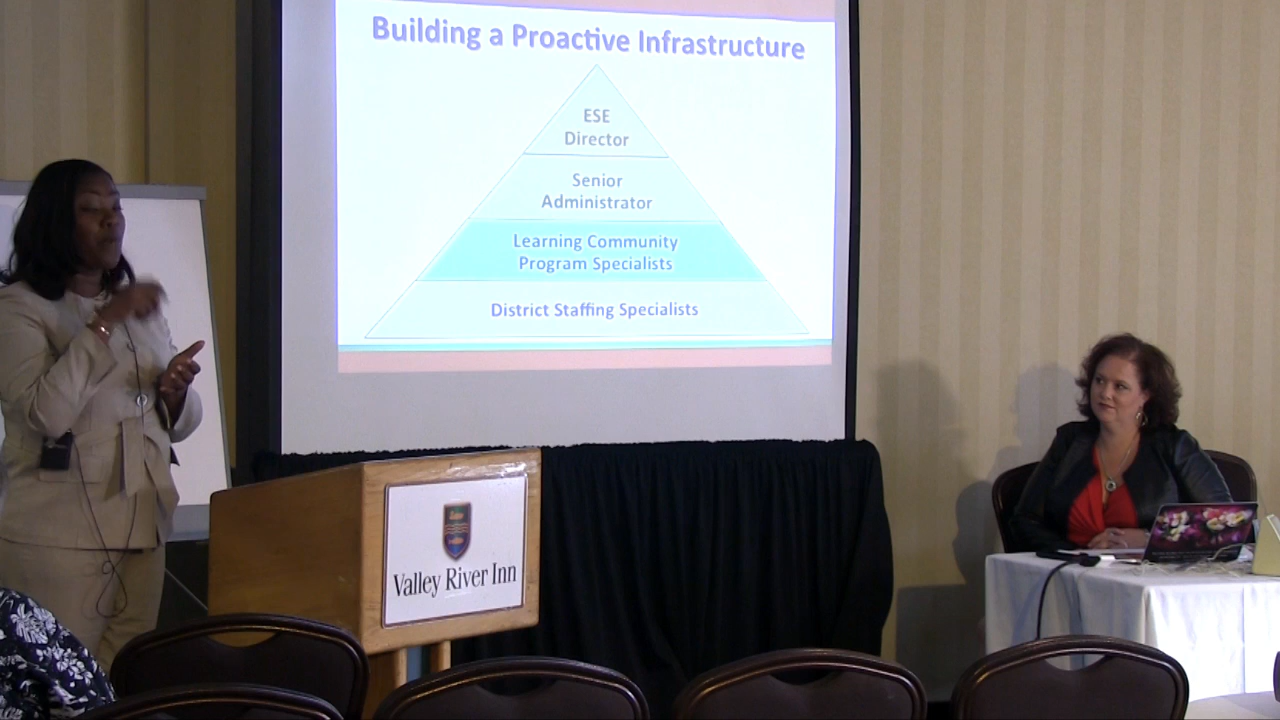 Building a Proactive Infrastructure
ESE
Director
Senior
Administrator
Learning Community
Program Specialists
District Staffing Specialists
Valley River Inn